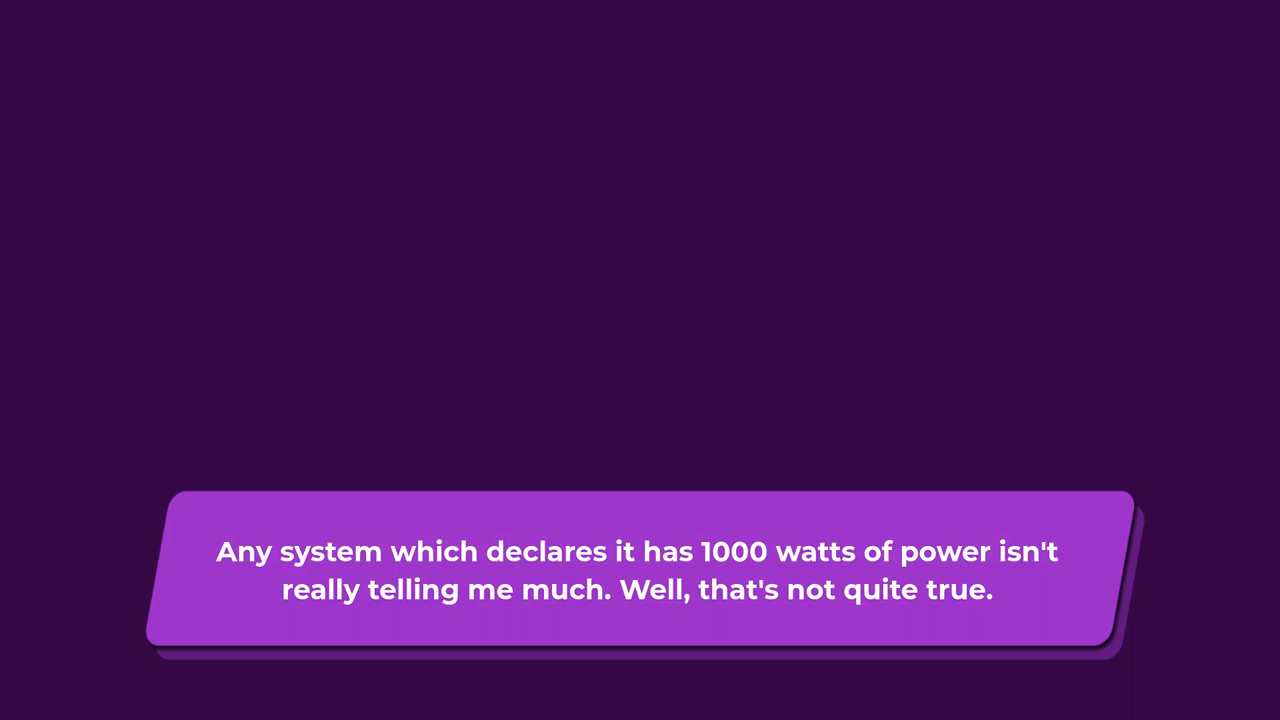 Any system which declares it has 1000 watts of power isn't
really telling me much. Well, that's not quite true.